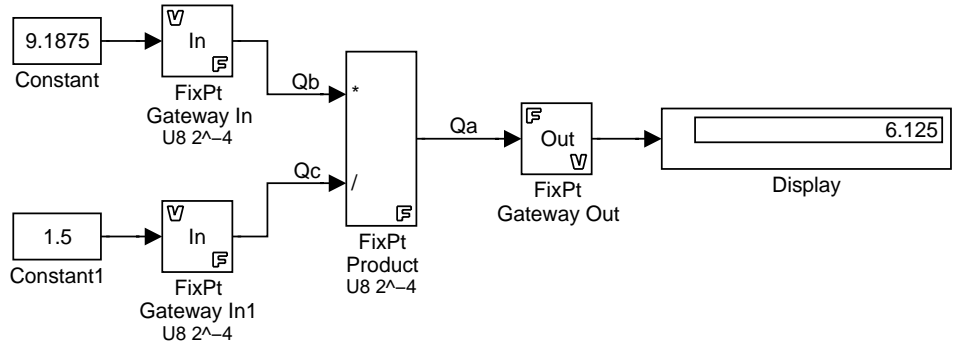 9.1875
Constant
V
In
F
FixPt
Gateway In
U8 2^−4
Qb
1.5
Constant1
V
In
F
FixPt
Gateway In1
U8 2^−4
Qc
*
/
F
FixPt
Product
U8 2^−4
Qa
F
Out
V
FixPt
Gateway Out
6.125
Display